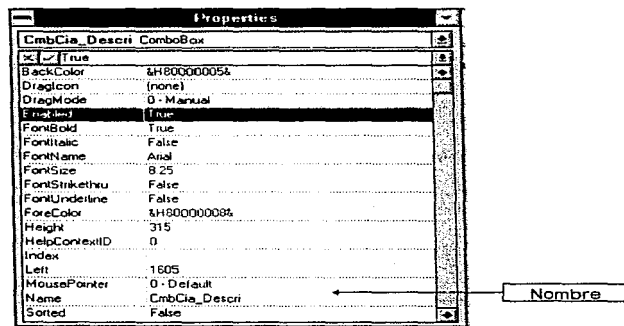 Properties
CmbCia_Descri ComboBox
True
BackColor &H80000005&
DragIcon (none)
DragMode 0 - Manual
Enabled True
FontBold True
FontItalic False
FontName Arial
FontSize 8.25
FontStrikethru False
FontUnderline False
ForeColor &H80000008&
Height 315
HelpContextID 0
Index
Left 1605
MousePointer 0 - Default
Name CmbCia_Descri
Nombre
Sorted False